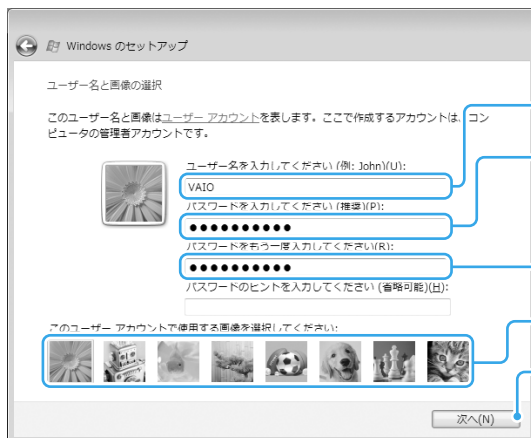 Windows のセットアップ
ユーザー名と画像の選択
このユーザー名と画像はユーザー アカウントを表します。ここで作成するアカウントは、コン
ピュータの管理者アカウントです。
ユーザー名を入力してください (例: John)(U):
VAIO
パスワードを入力してください (推奨)(P):
●●●●●●●●●●
パスワードをもう一度入力してください(R):
●●●●●●●●●●
パスワードのヒントを入力してください (省略可能)(H):
このユーザー アカウントで使用する画像を選択してください:
次へ(N)